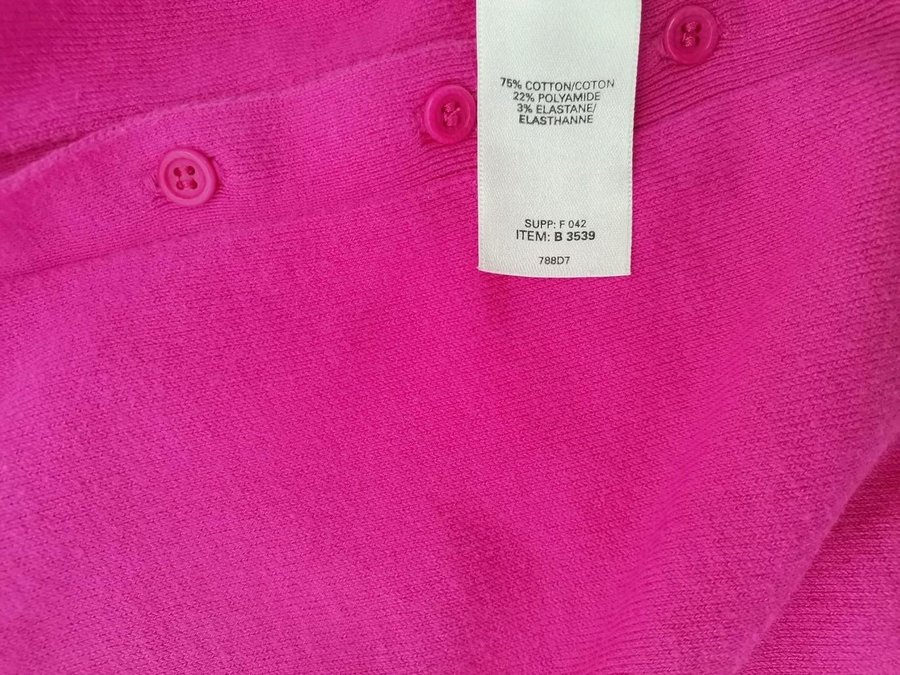 75% COTTON/COTON
22% POLYAMIDE
3% ELASTANE/
ELASTHANNE
SUPP: F 042
ITEM: B 3539
788D7